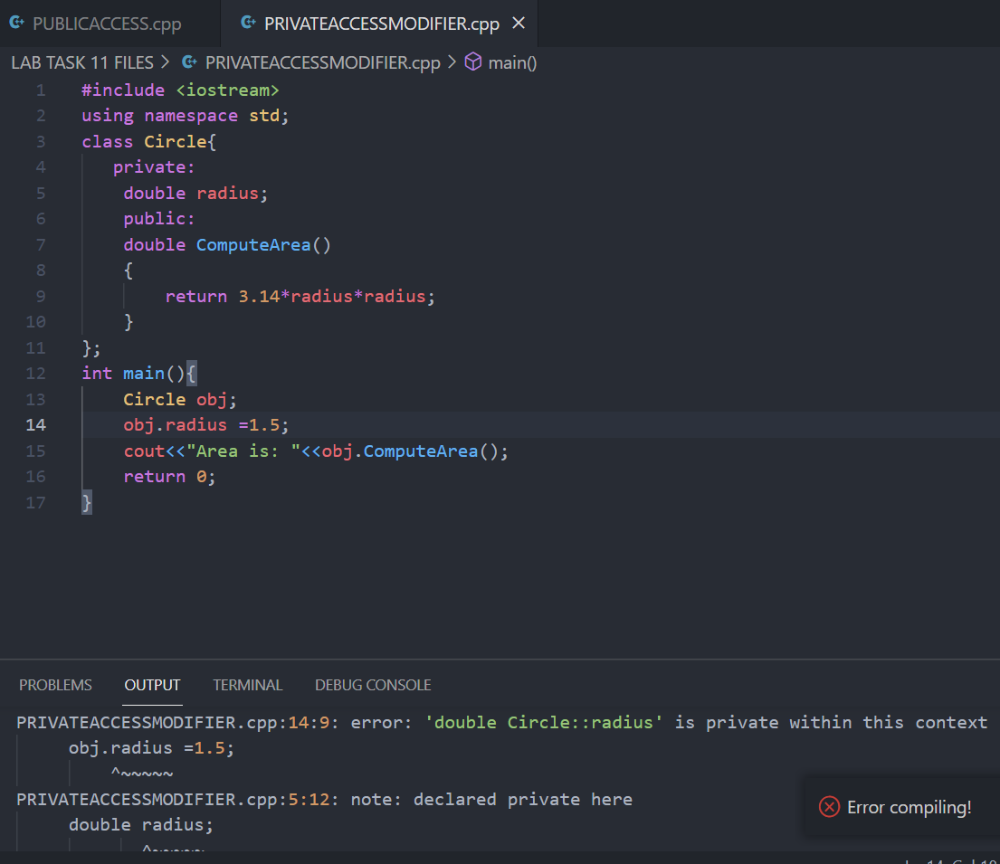 PUBLICACCESS.cpp PRIVATEACCESSMODIFIER.cpp
LAB TASK 11 FILES > PRIVATEACCESSMODIFIER.cpp > main()
1 #include <iostream>
2 using namespace std;
3 class Circle{
4 private:
5 double radius;
6 public:
7 double ComputeArea()
8 {
9 return 3.14*radius*radius;
10 }
11 };
12 int main(){
13 Circle obj;
14 obj.radius =1.5;
15 cout<<"Area is: "<<obj.ComputeArea();
16 return 0;
17 }
PROBLEMS OUTPUT TERMINAL DEBUG CONSOLE
PRIVATEACCESSMODIFIER.cpp:14:9: error: 'double Circle::radius' is private within this context
obj.radius =1.5;
^~~~~~
PRIVATEACCESSMODIFIER.cpp:5:12: note: declared private here
double radius;
^~~~~~
Error compiling!